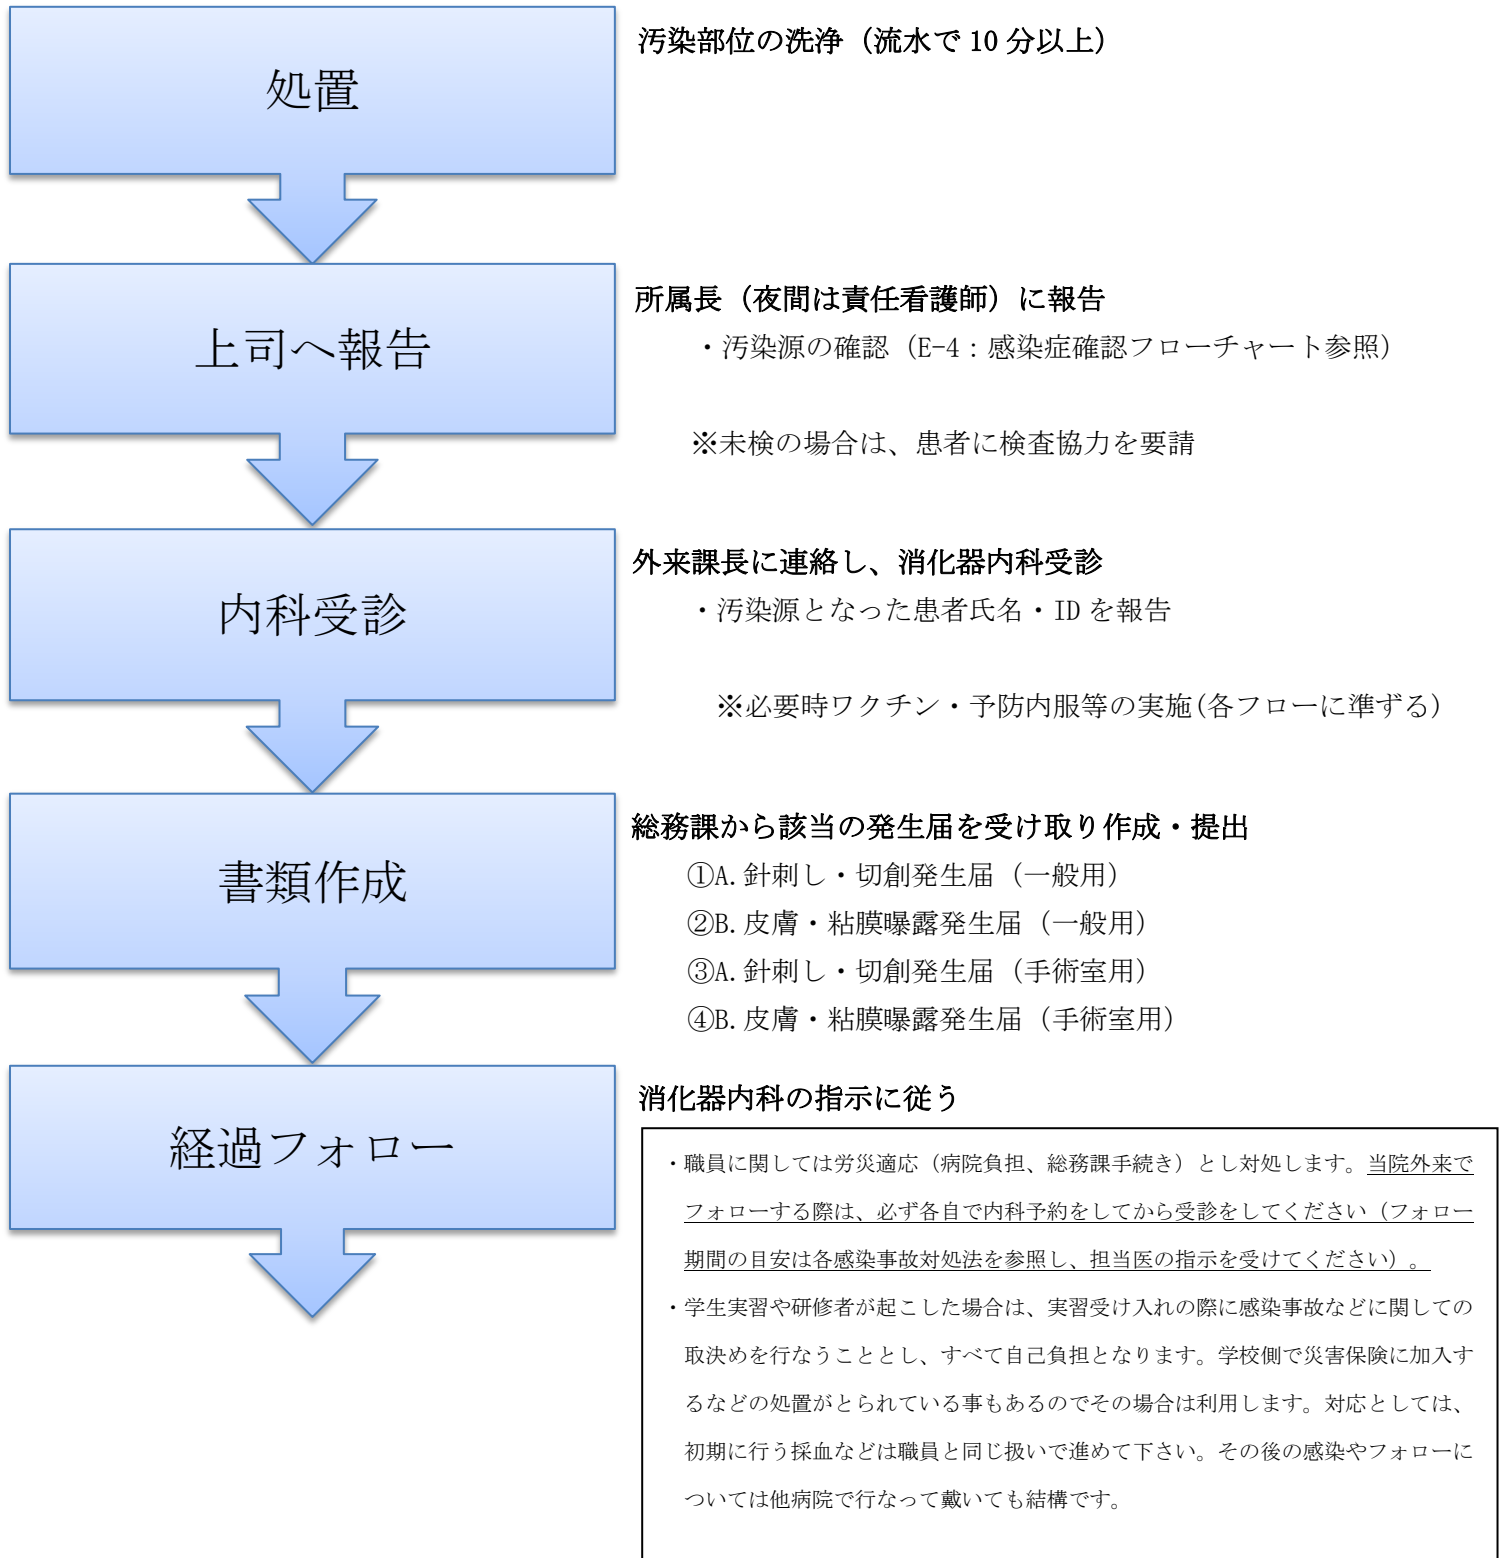 処置
汚染部位の洗浄（流水で 10 分以上）
上司へ報告
所属長（夜間は責任看護師）に報告
・汚染源の確認（E-4：感染症確認フローチャート参照）
※未検の場合は、患者に検査協力を要請
内科受診
外来課長に連絡し、消化器内科受診
・汚染源となった患者氏名・ID を報告
※必要時ワクチン・予防内服等の実施(各フローに準ずる)
書類作成
総務課から該当の発生届を受け取り作成・提出
①A.針刺し・切創発生届（一般用）
②B.皮膚・粘膜曝露発生届（一般用）
③A.針刺し・切創発生届（手術室用）
④B.皮膚・粘膜曝露発生届（手術室用）
経過フォロー
消化器内科の指示に従う
・職員に関しては労災適応（病院負担、総務課手続き）とし対処します。当院外来で
フォローする際は、必ず各自で内科予約をしてから受診をしてください（フォロー
期間の目安は各感染事故対処法を参照し、担当医の指示を受けてください）。
・学生実習や研修者が起こした場合は、実習受け入れの際に感染事故などに関しての
取決めを行なうこととし、すべて自己負担となります。学校側で災害保険に加入す
るなどの処置がとられている事もあるのでその場合は利用します。対応としては、
初期に行う採血などは職員と同じ扱いで進めて下さい。その後の感染やフォローに
ついては他病院で行なって戴いても結構です。